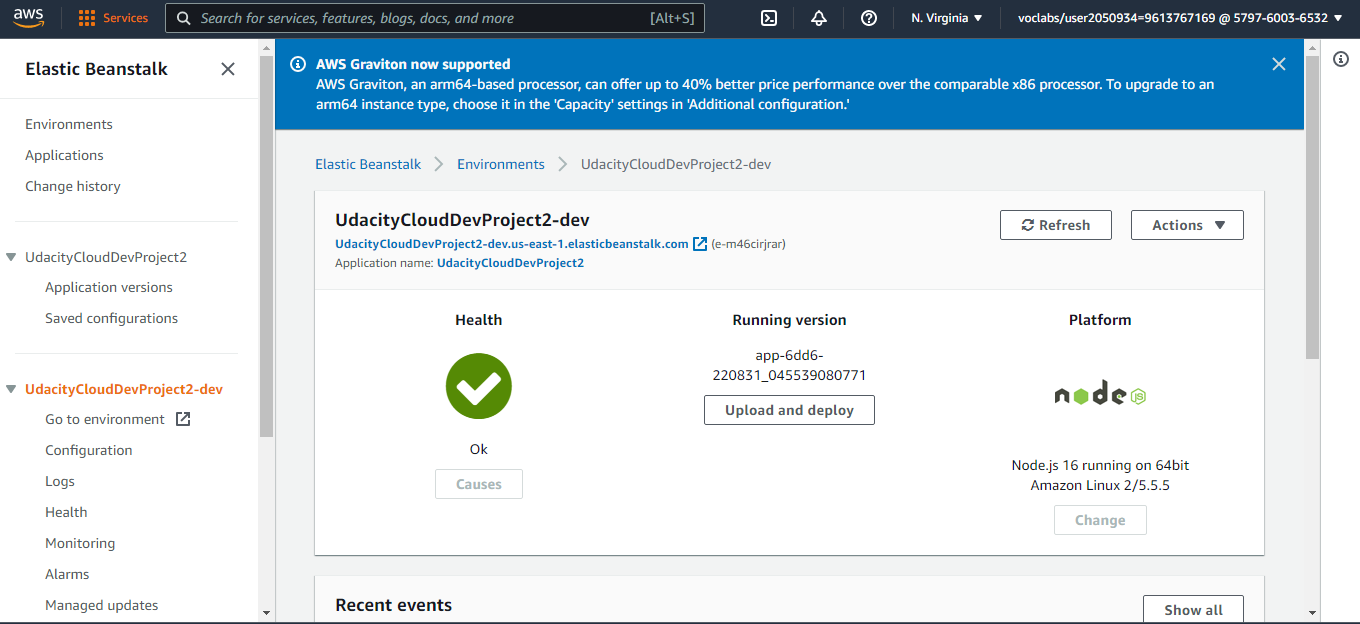 aws
Services
Search for services, features, blogs, docs, and more
[Alt+S]
N. Virginia
voclabs/user2050934=9613767169 @ 5797-6003-6532
Elastic Beanstalk
Environments
Applications
Change history
UdacityCloudDevProject2
Application versions
Saved configurations
UdacityCloudDevProject2-dev
Go to environment
Configuration
Logs
Health
Monitoring
Alarms
Managed updates
AWS Graviton now supported
AWS Graviton, an arm64-based processor, can offer up to 40% better price performance over the comparable x86 processor. To upgrade to an
arm64 instance type, choose it in the 'Capacity' settings in 'Additional configuration.'
Elastic Beanstalk
Environments
UdacityCloudDevProject2-dev
UdacityCloudDevProject2-dev
UdacityCloudDevProject2-dev.us-east-1.elasticbeanstalk.com (e-m46cirjrar)
Application name: UdacityCloudDevProject2
Refresh
Actions
Health
Ok
Causes
Running version
app-6dd6-
220831_045539080771
Upload and deploy
Platform
node
JS
Node.js 16 running on 64bit
Amazon Linux 2/5.5.5
Change
Recent events
Show all